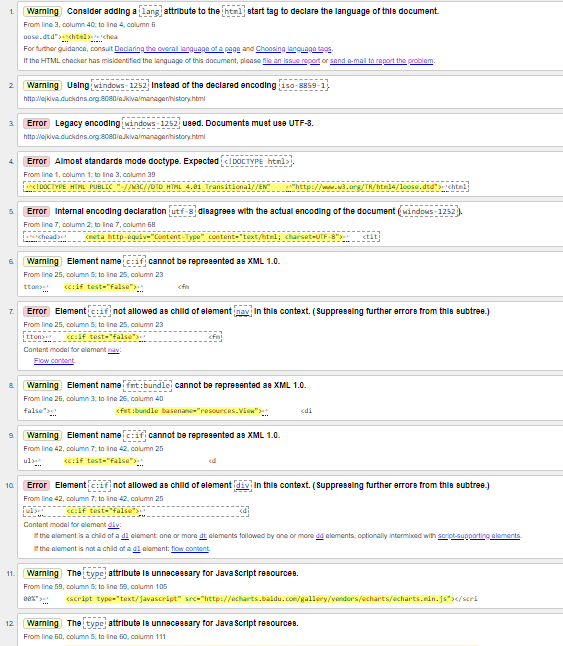 1. Warning Consider adding a lang attribute to the html start tag to declare the language of this document.
From line 3, column 40; to line 4, column 6
oose.dtd">↩<html>↩<hea
For further guidance, consult Declaring the overall language of a page and Choosing language tags.
If the HTML checker has misidentified the language of this document, please file an issue report or send e-mail to report the problem.
2. Warning Using windows-1252 instead of the declared encoding iso-8859-1.
http://ejkiva.duckdns.org:8080/eJkiva/manager/history.html
3. Error Legacy encoding windows-1252 used. Documents must use UTF-8.
http://ejkiva.duckdns.org:8080/eJkiva/manager/history.html
4. Error Almost standards mode doctype. Expected <!DOCTYPE html>.
From line 1, column 1; to line 3, column 39
↩<!DOCTYPE HTML PUBLIC "-//W3C//DTD HTML 4.01 Transitional//EN" ↩"http://www.w3.org/TR/html4/loose.dtd">↩<html
5. Error Internal encoding declaration utf-8 disagrees with the actual encoding of the document (windows-1252).
From line 7, column 2; to line 7, column 68
<head>↩ <meta http-equiv="Content-Type" content="text/html; charset=UTF-8">↩ <tit
6. Warning Element name c:if cannot be represented as XML 1.0.
From line 25, column 5; to line 25, column 23
tton>↩ <c:if test="false">↩ <fm
7. Error Element c:if not allowed as child of element nav in this context. (Suppressing further errors from this subtree.)
From line 25, column 5; to line 25, column 23
tton>↩ <c:if test="false">↩ <fm
Content model for element nav:
Flow content.
8. Warning Element name fmt:bundle cannot be represented as XML 1.0.
From line 26, column 3; to line 26, column 40
false">↩ <fmt:bundle basename="resources.View">↩ <di
9. Warning Element name c:if cannot be represented as XML 1.0.
From line 42, column 7; to line 42, column 25
ul>↩ <c:if test="false">↩ <d
10. Error Element c:if not allowed as child of element div in this context. (Suppressing further errors from this subtree.)
From line 42, column 7; to line 42, column 25
ul>↩ <c:if test="false">↩ <d
Content model for element div:
If the element is a child of a dl element: one or more dt elements followed by one or more dd elements, optionally intermixed with script-supporting elements.
If the element is not a child of a dl element: flow content.
11. Warning The type attribute is unnecessary for JavaScript resources.
From line 59, column 5; to line 59, column 105
00%">↩ <script type="text/javascript" src="http://echarts.baidu.com/gallery/vendors/echarts/echarts.min.js"></scri
12. Warning The type attribute is unnecessary for JavaScript resources.
From line 60, column 5; to line 60, column 111